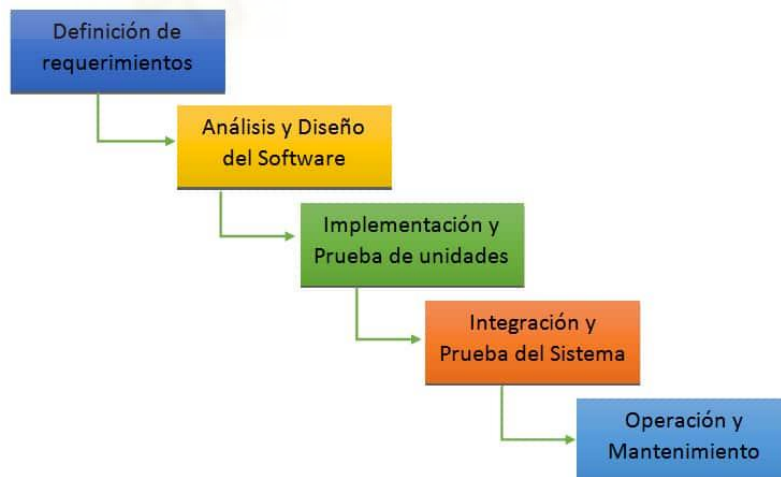 Definición de
requerimientos
Análisis y Diseño
del Software
Implementación y
Prueba de unidades
Integración y
Prueba del Sistema
Operación y
Mantenimiento